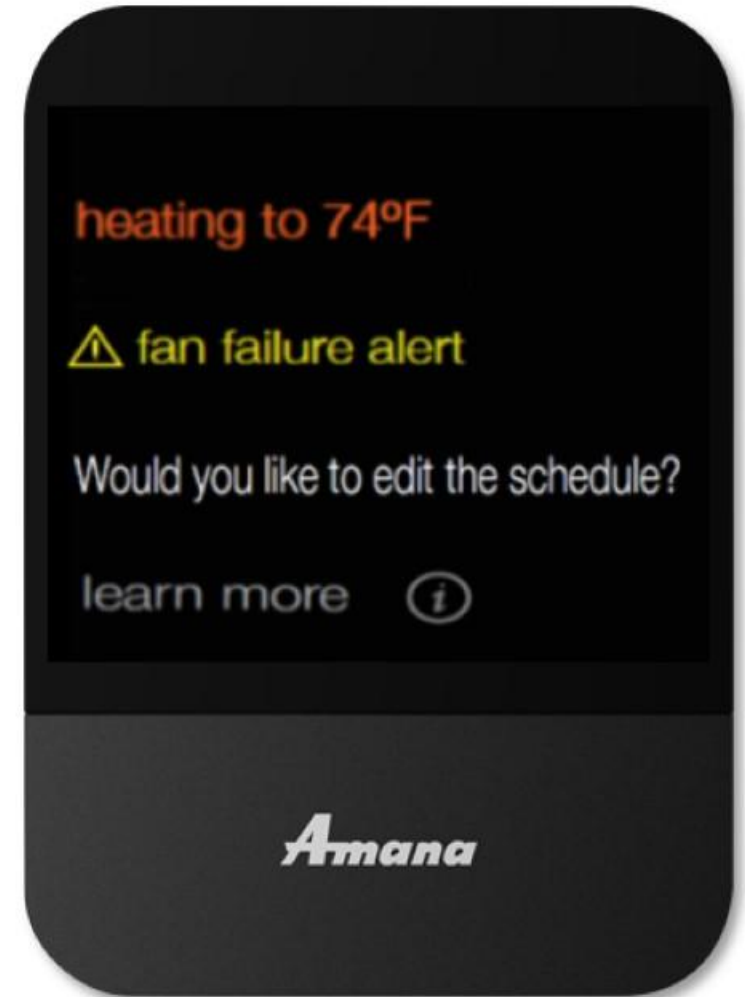 heating to 74ºF
⚠ fan failure alert
Would you like to edit the schedule?
learn more ⓘ
Amana